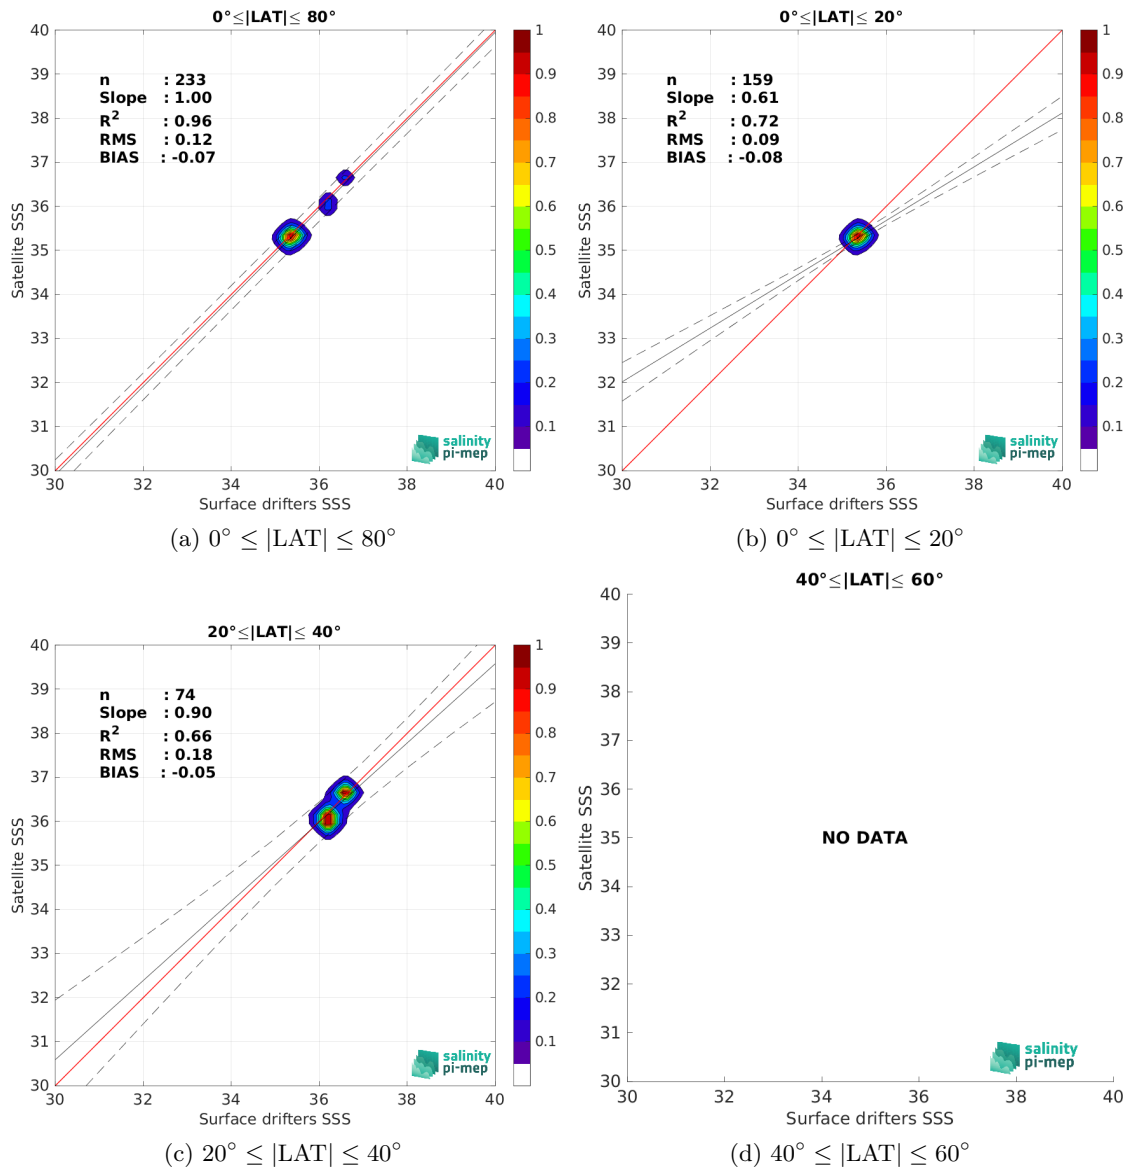 0°≤|LAT|≤ 80°
40
39
38
37
36
35
34
33
32
31
30
Satellite SSS
n : 233
Slope : 1.00
R² : 0.96
RMS : 0.12
BIAS : -0.07
1
0.9
0.8
0.7
0.6
0.5
0.4
0.3
0.2
0.1
salinity
pi-mep
30 32 34 36 38 40
Surface drifters SSS
(a) 0° ≤ |LAT| ≤ 80°
0°≤|LAT|≤ 20°
40
39
38
37
36
35
34
33
32
31
30
Satellite SSS
n : 159
Slope : 0.61
R² : 0.72
RMS : 0.09
BIAS : -0.08
1
0.9
0.8
0.7
0.6
0.5
0.4
0.3
0.2
0.1
salinity
pi-mep
30 32 34 36 38 40
Surface drifters SSS
(b) 0° ≤ |LAT| ≤ 20°
20°≤|LAT|≤ 40°
40
39
38
37
36
35
34
33
32
31
30
Satellite SSS
n : 74
Slope : 0.90
R² : 0.66
RMS : 0.18
BIAS : -0.05
1
0.9
0.8
0.7
0.6
0.5
0.4
0.3
0.2
0.1
salinity
pi-mep
30 32 34 36 38 40
Surface drifters SSS
(c) 20° ≤ |LAT| ≤ 40°
40°≤|LAT|≤ 60°
40
39
38
37
36
35
34
33
32
31
30
Satellite SSS
NO DATA
salinity
pi-mep
30 32 34 36 38 40
Surface drifters SSS
(d) 40° ≤ |LAT| ≤ 60°